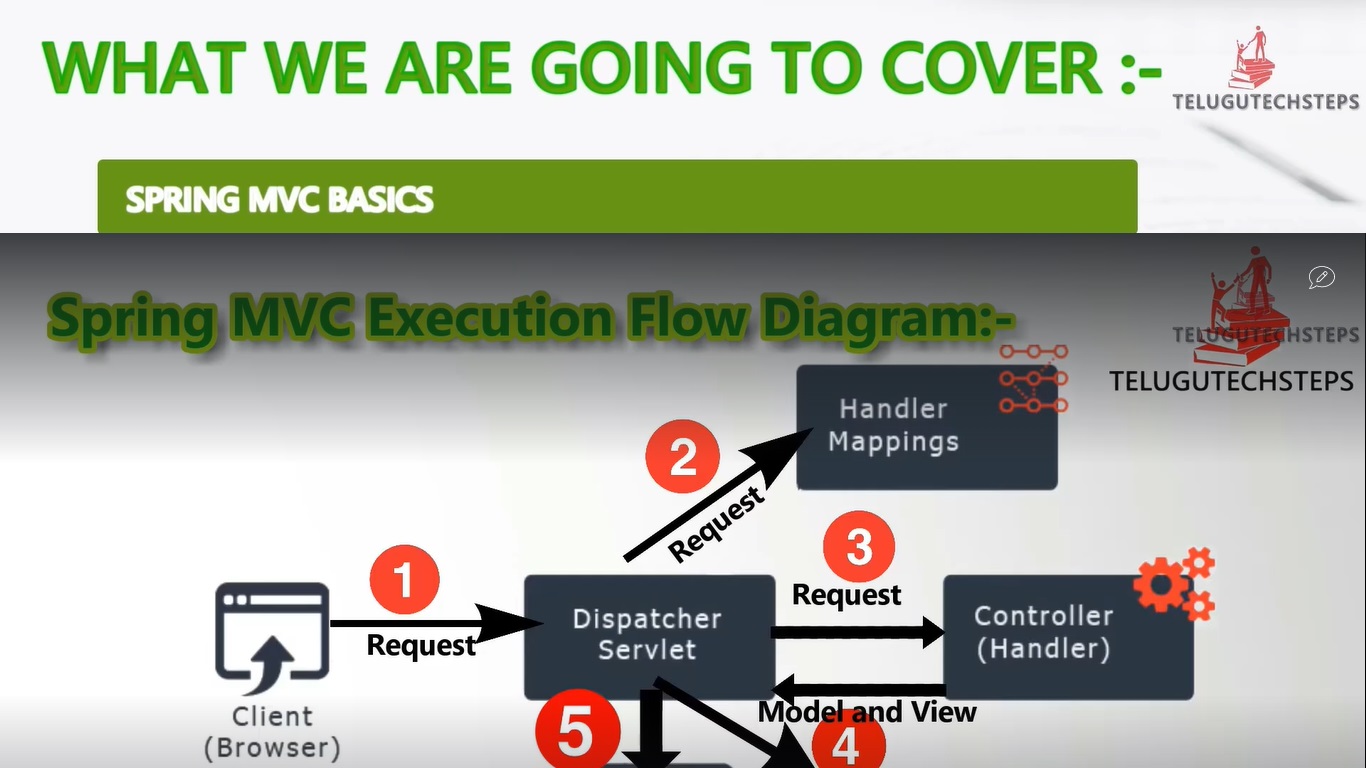 WHAT WE ARE GOING TO COVER :-
TELUGUTECHSTEPS
SPRING MVC BASICS
Spring MVC Execution Flow Diagram:-
TELUGUTECHSTEPS
TELUGUTECHSTEPS
Handler
Mappings
2
Request
3
Request
1
Request
Dispatcher
Servlet
Controller
(Handler)
Model and View
5
4
Client
(Browser)